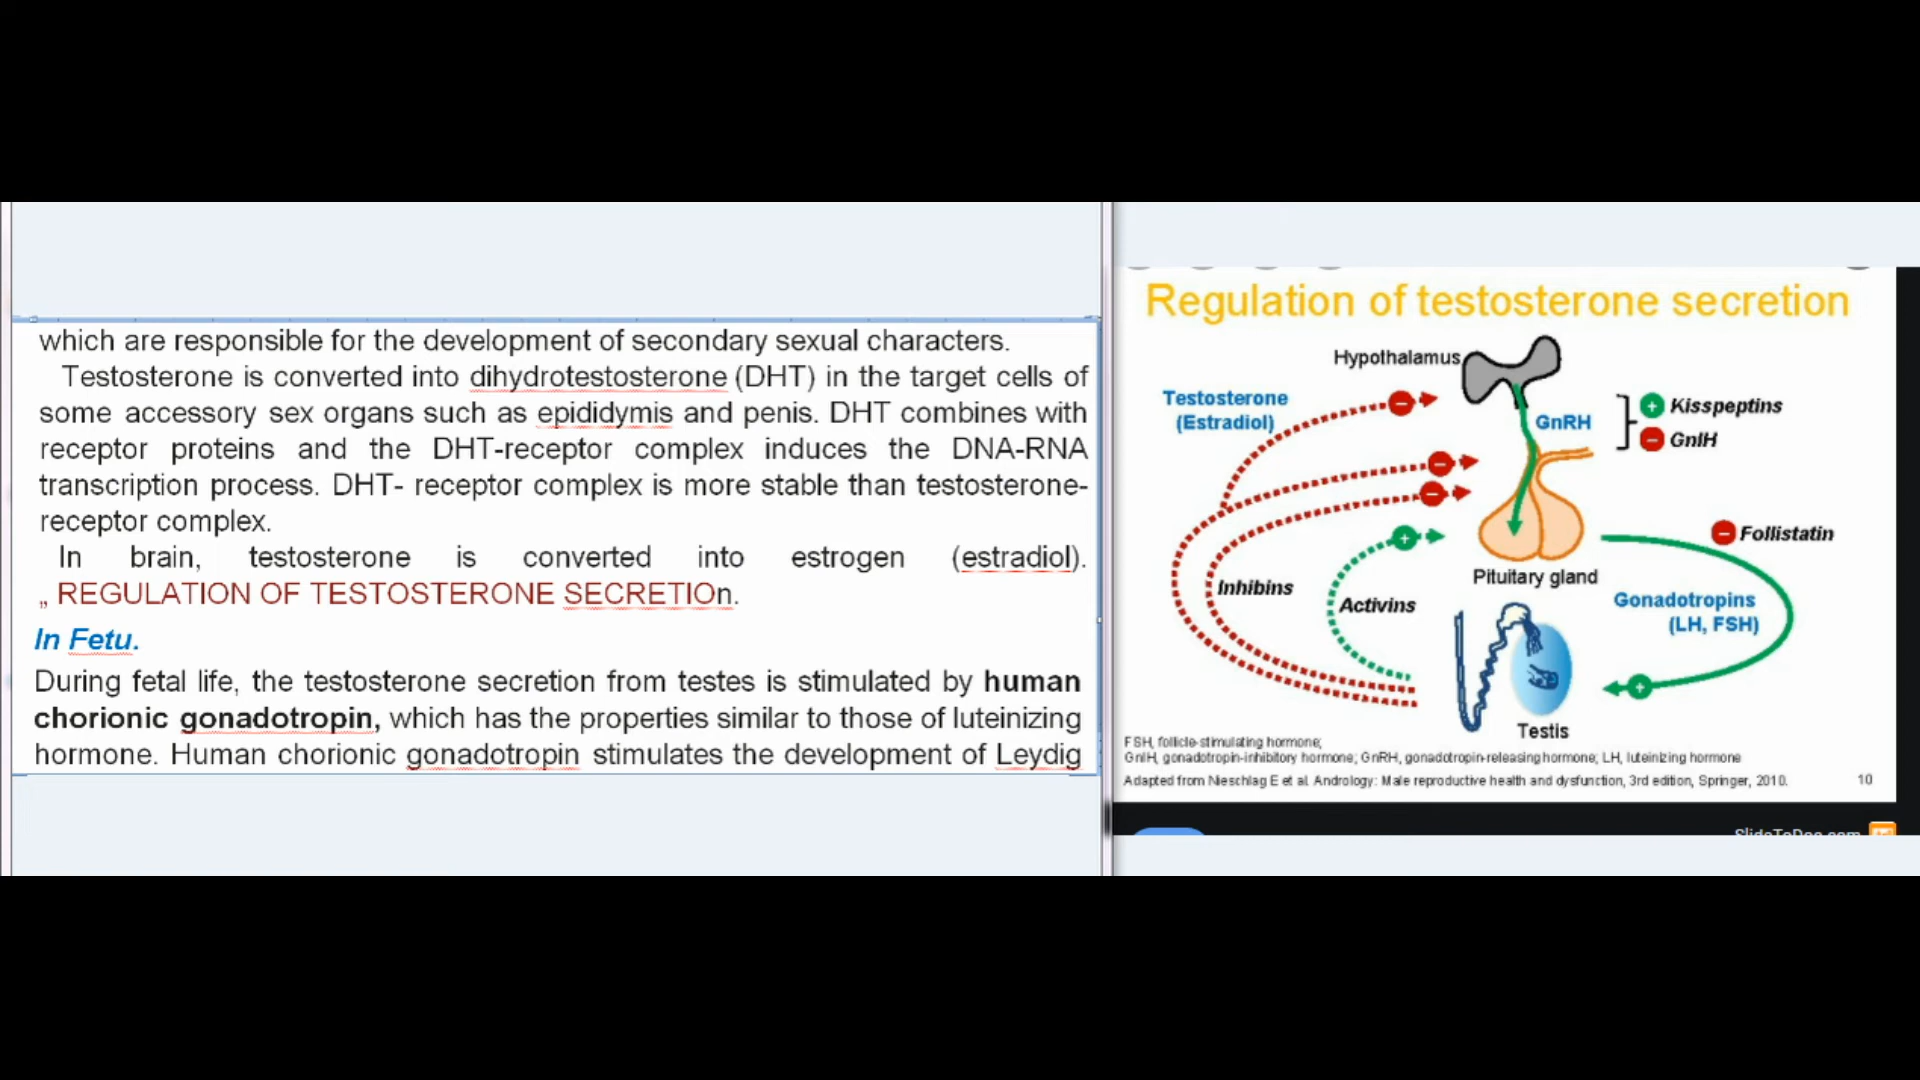 which are responsible for the development of secondary sexual characters.
Testosterone is converted into dihydrotestosterone (DHT) in the target cells of
some accessory sex organs such as epididymis and penis. DHT combines with
receptor proteins and the DHT-receptor complex induces the DNA-RNA
transcription process. DHT- receptor complex is more stable than testosterone-
receptor complex.
In brain, testosterone is converted into estrogen (estradiol).
„ REGULATION OF TESTOSTERONE SECRETIOn.
In Fetu.
During fetal life, the testosterone secretion from testes is stimulated by human
chorionic gonadotropin, which has the properties similar to those of luteinizing
hormone. Human chorionic gonadotropin stimulates the development of Leydig
Regulation of testosterone secretion
Hypothalamus
Testosterone
(Estradiol)
GnRH
Kisspeptins
GnIH
Follistatin
Pituitary gland
Inhibins
Activins
Gonadotropins
(LH, FSH)
Testis
FSH, follicle-stimulating hormone;
GnIH, gonadotropin-inhibitory hormone; GnRH, gonadotropin-releasing hormone; LH, luteinizing hormone
Adapted from Nieschlag E et al. Andrology: Male reproductive health and dysfunction, 3rd edition, Springer, 2010.
10
SlideToDoc.com